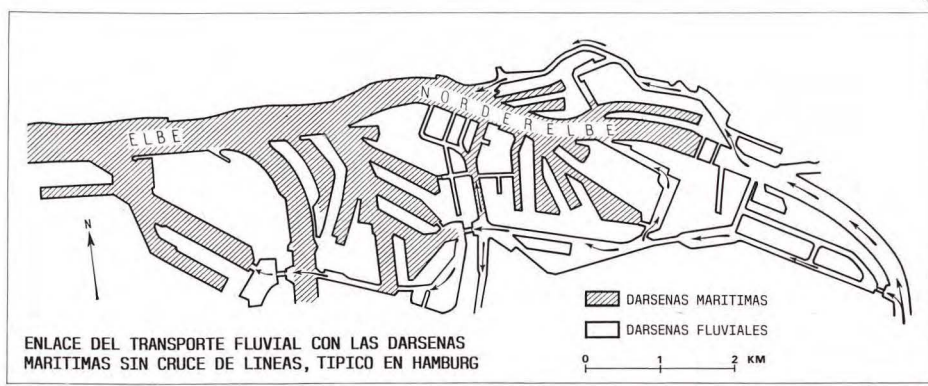 ELBE
NORDERELBE
N
DARSENAS MARITIMAS
DARSENAS FLUVIALES
0 1 2 KM
ENLACE DEL TRANSPORTE FLUVIAL CON LAS DARSENAS
MARITIMAS SIN CRUCE DE LINEAS, TIPICO EN HAMBURG